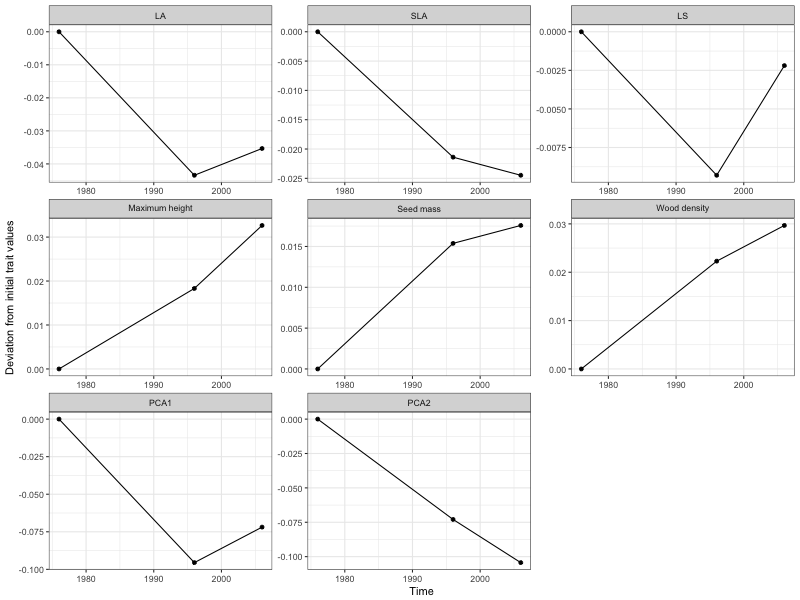 LA SLA LS
0.00 0.000 0.0000
-0.01 -0.005 -0.0025
-0.02 -0.010 -0.0050
-0.03 -0.015 -0.0075
-0.04 -0.020
-0.025
1980 1990 2000 1980 1990 2000 1980 1990 2000
Maximum height Seed mass Wood density
0.03 0.015 0.03
0.02 0.010 0.02
0.01 0.005 0.01
0.00 0.000 0.00
1980 1990 2000 1980 1990 2000 1980 1990 2000
PCA1 PCA2
0.000 0.000
-0.025 -0.025
-0.050 -0.050
-0.075 -0.075
-0.100 -0.100
1980 1990 2000 1980 1990 2000
Deviation from initial trait values
Time